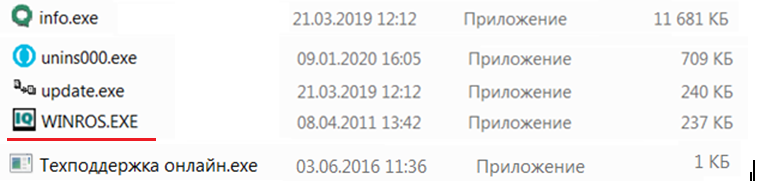 info.exe 21.03.2019 12:12 Приложение 11 681 КБ
unins000.exe 09.01.2020 16:05 Приложение 709 КБ
update.exe 21.03.2019 12:12 Приложение 240 КБ
IQ WINROS.EXE 08.04.2011 13:42 Приложение 237 КБ
Техподдержка онлайн.exe 03.06.2016 11:36 Приложение 1 КБ